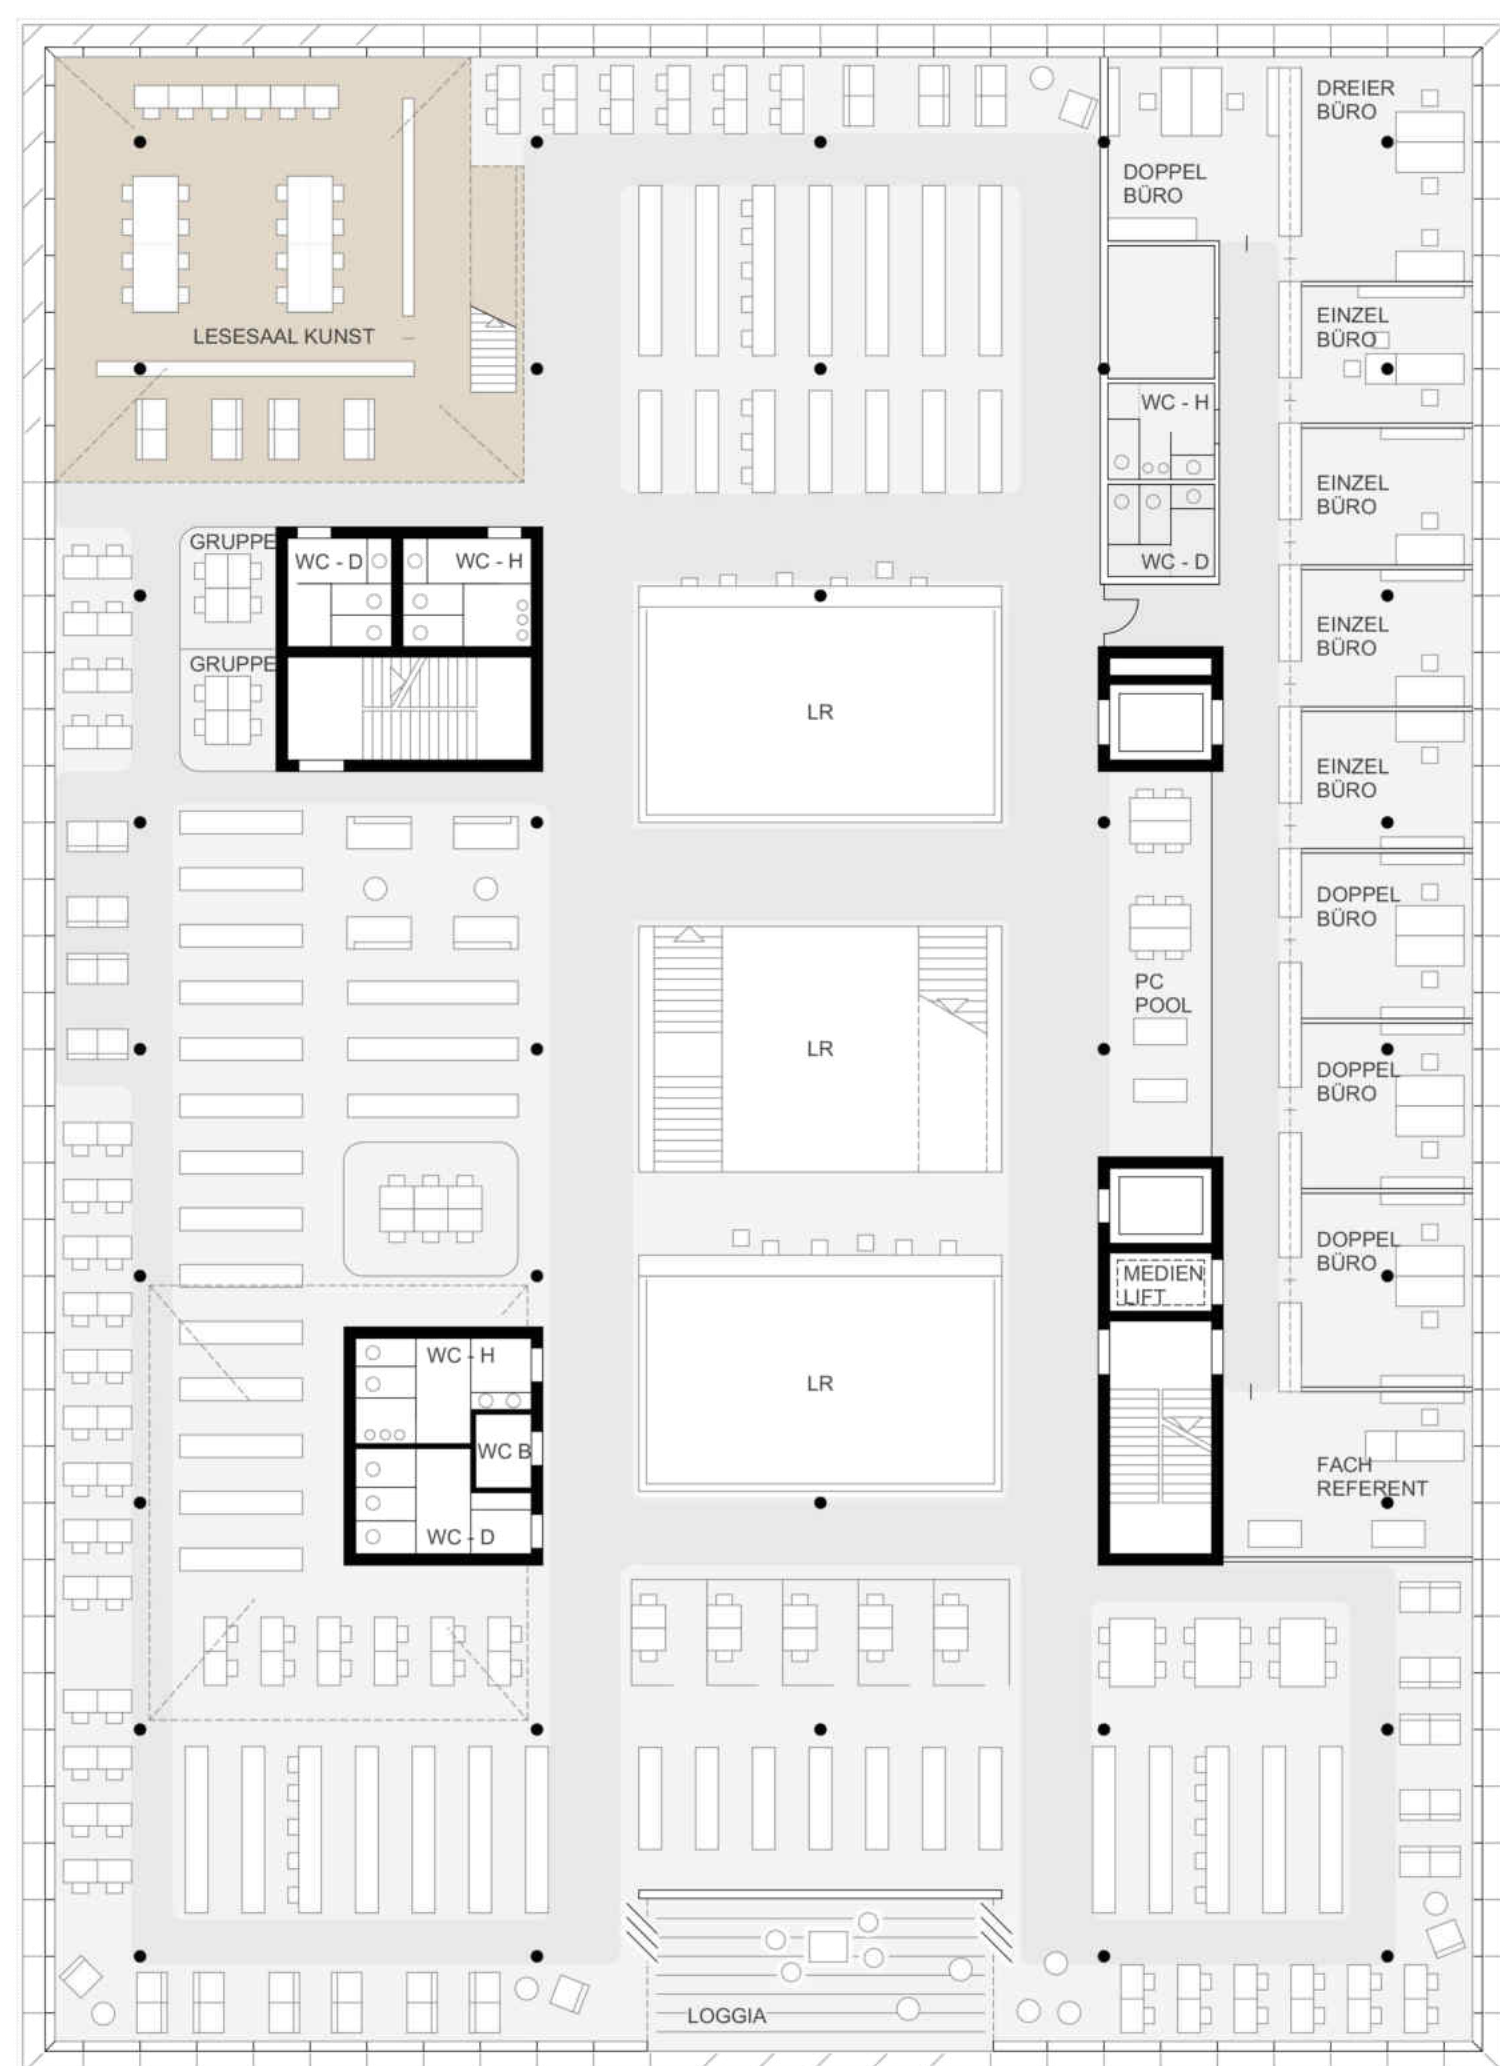 DREIER
BÜRO
DOPPEL
BÜRO
LESESAAL KUNST
EINZEL
BÜRO
WC - H
EINZEL
BÜRO
GRUPPE
WC - D
WC - H
WC - D
EINZEL
BÜRO
GRUPPE
LR
EINZEL
BÜRO
DOPPEL
BÜRO
PC
POOL
LR
DOPPEL
BÜRO
DOPPEL
BÜRO
MEDIEN
LIFT
WC - H
LR
WC B
FACH
REFERENT
WC - D
LOGGIA